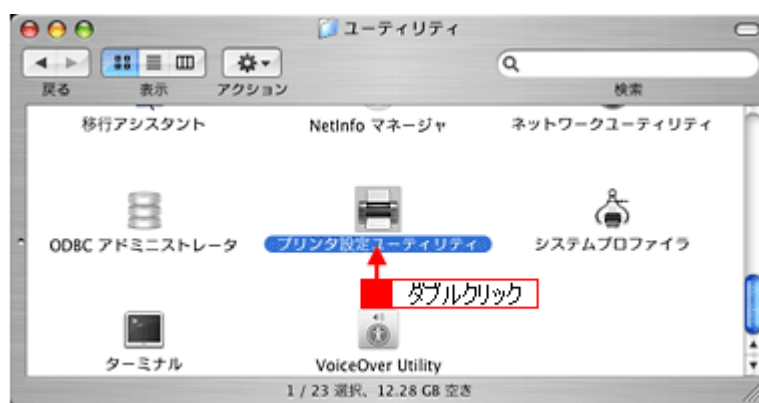 ユーティリティ
戻る 表示 アクション 検索
移行アシスタント NetInfo マネージャ ネットワークユーティリティ
ODBC アドミニストレータ プリンタ設定ユーティリティ システムプロファイラ
ダブルクリック
ターミナル VoiceOver Utility
1 / 23 選択、12.28 GB 空き